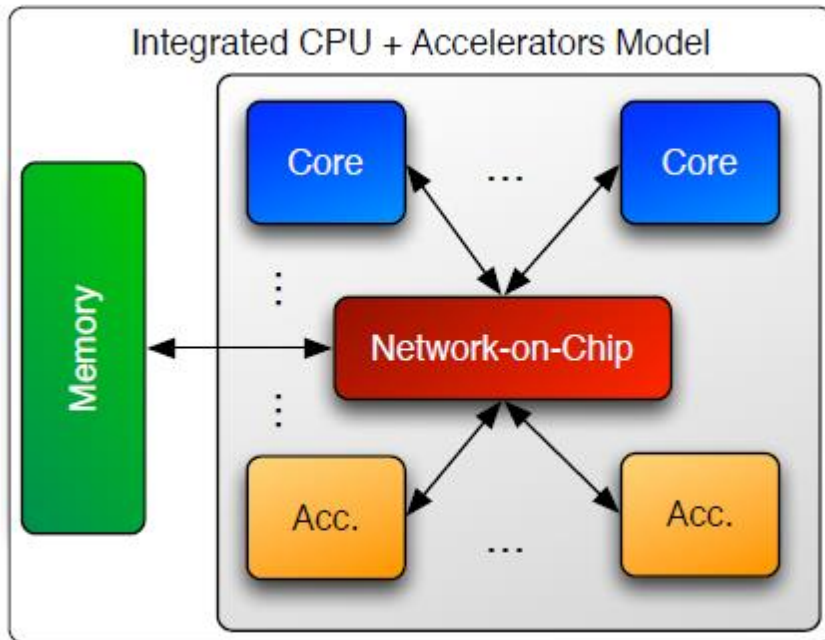 Integrated CPU + Accelerators Model
Core
...
Core
...
Memory
Network-on-Chip
...
Acc.
...
Acc.